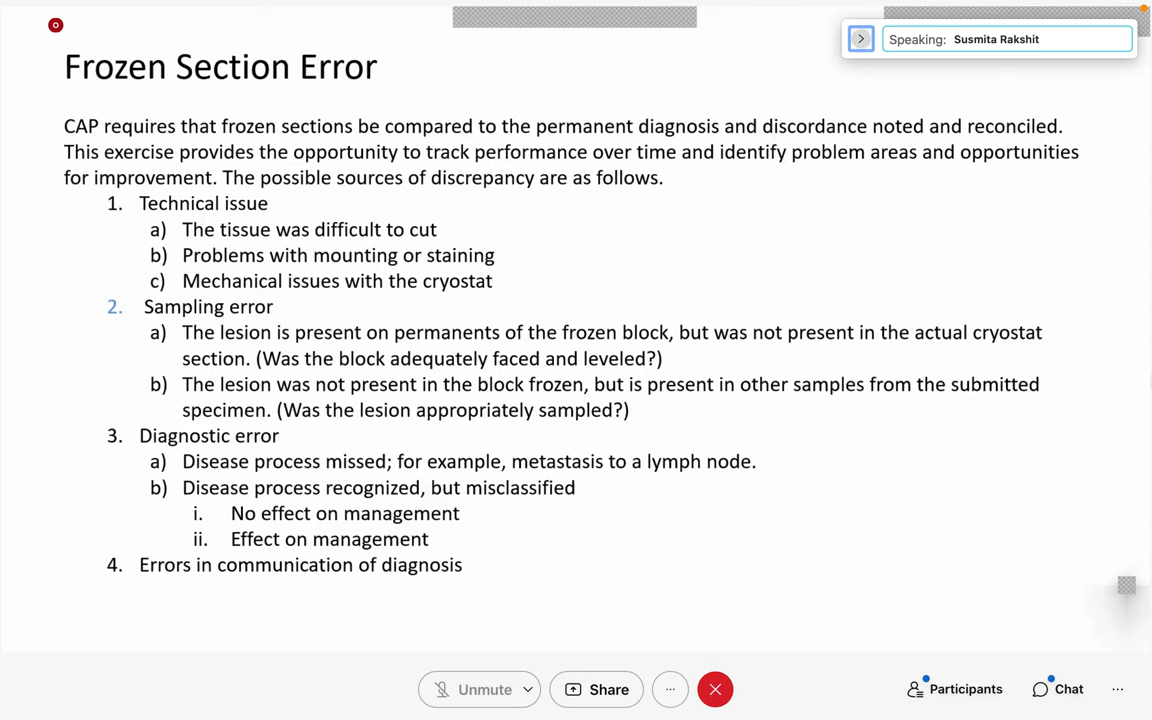 Speaking: Susmita Rakshit
Frozen Section Error
CAP requires that frozen sections be compared to the permanent diagnosis and discordance noted and reconciled.
This exercise provides the opportunity to track performance over time and identify problem areas and opportunities
for improvement. The possible sources of discrepancy are as follows.
1. Technical issue
a) The tissue was difficult to cut
b) Problems with mounting or staining
c) Mechanical issues with the cryostat
2. Sampling error
a) The lesion is present on permanents of the frozen block, but was not present in the actual cryostat
section. (Was the block adequately faced and leveled?)
b) The lesion was not present in the block frozen, but is present in other samples from the submitted
specimen. (Was the lesion appropriately sampled?)
3. Diagnostic error
a) Disease process missed; for example, metastasis to a lymph node.
b) Disease process recognized, but misclassified
i. No effect on management
ii. Effect on management
4. Errors in communication of diagnosis
Unmute Share Participants Chat